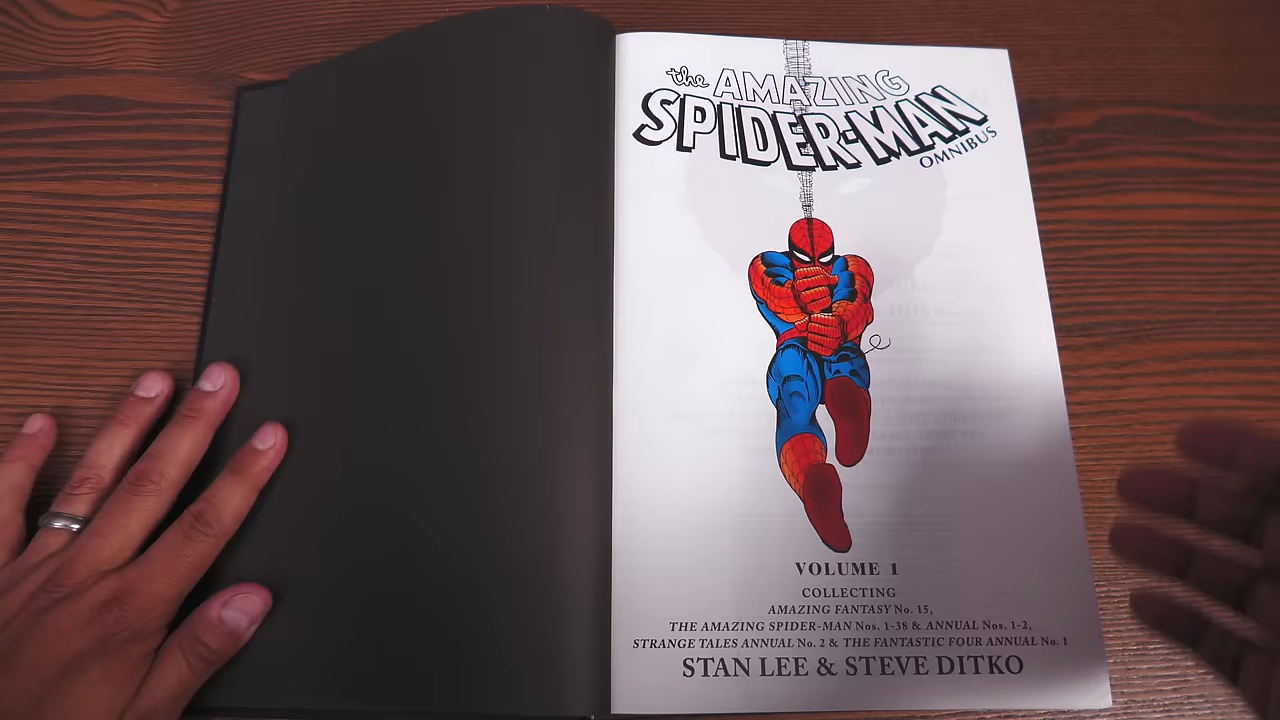 the AMAZING
SPIDER-MAN
OMNIBUS
VOLUME 1
COLLECTING
AMAZING FANTASY No. 15,
THE AMAZING SPIDER-MAN Nos. 1-38 & ANNUAL Nos. 1-2,
STRANGE TALES ANNUAL No. 2 & THE FANTASTIC FOUR ANNUAL No. 1
STAN LEE & STEVE DITKO